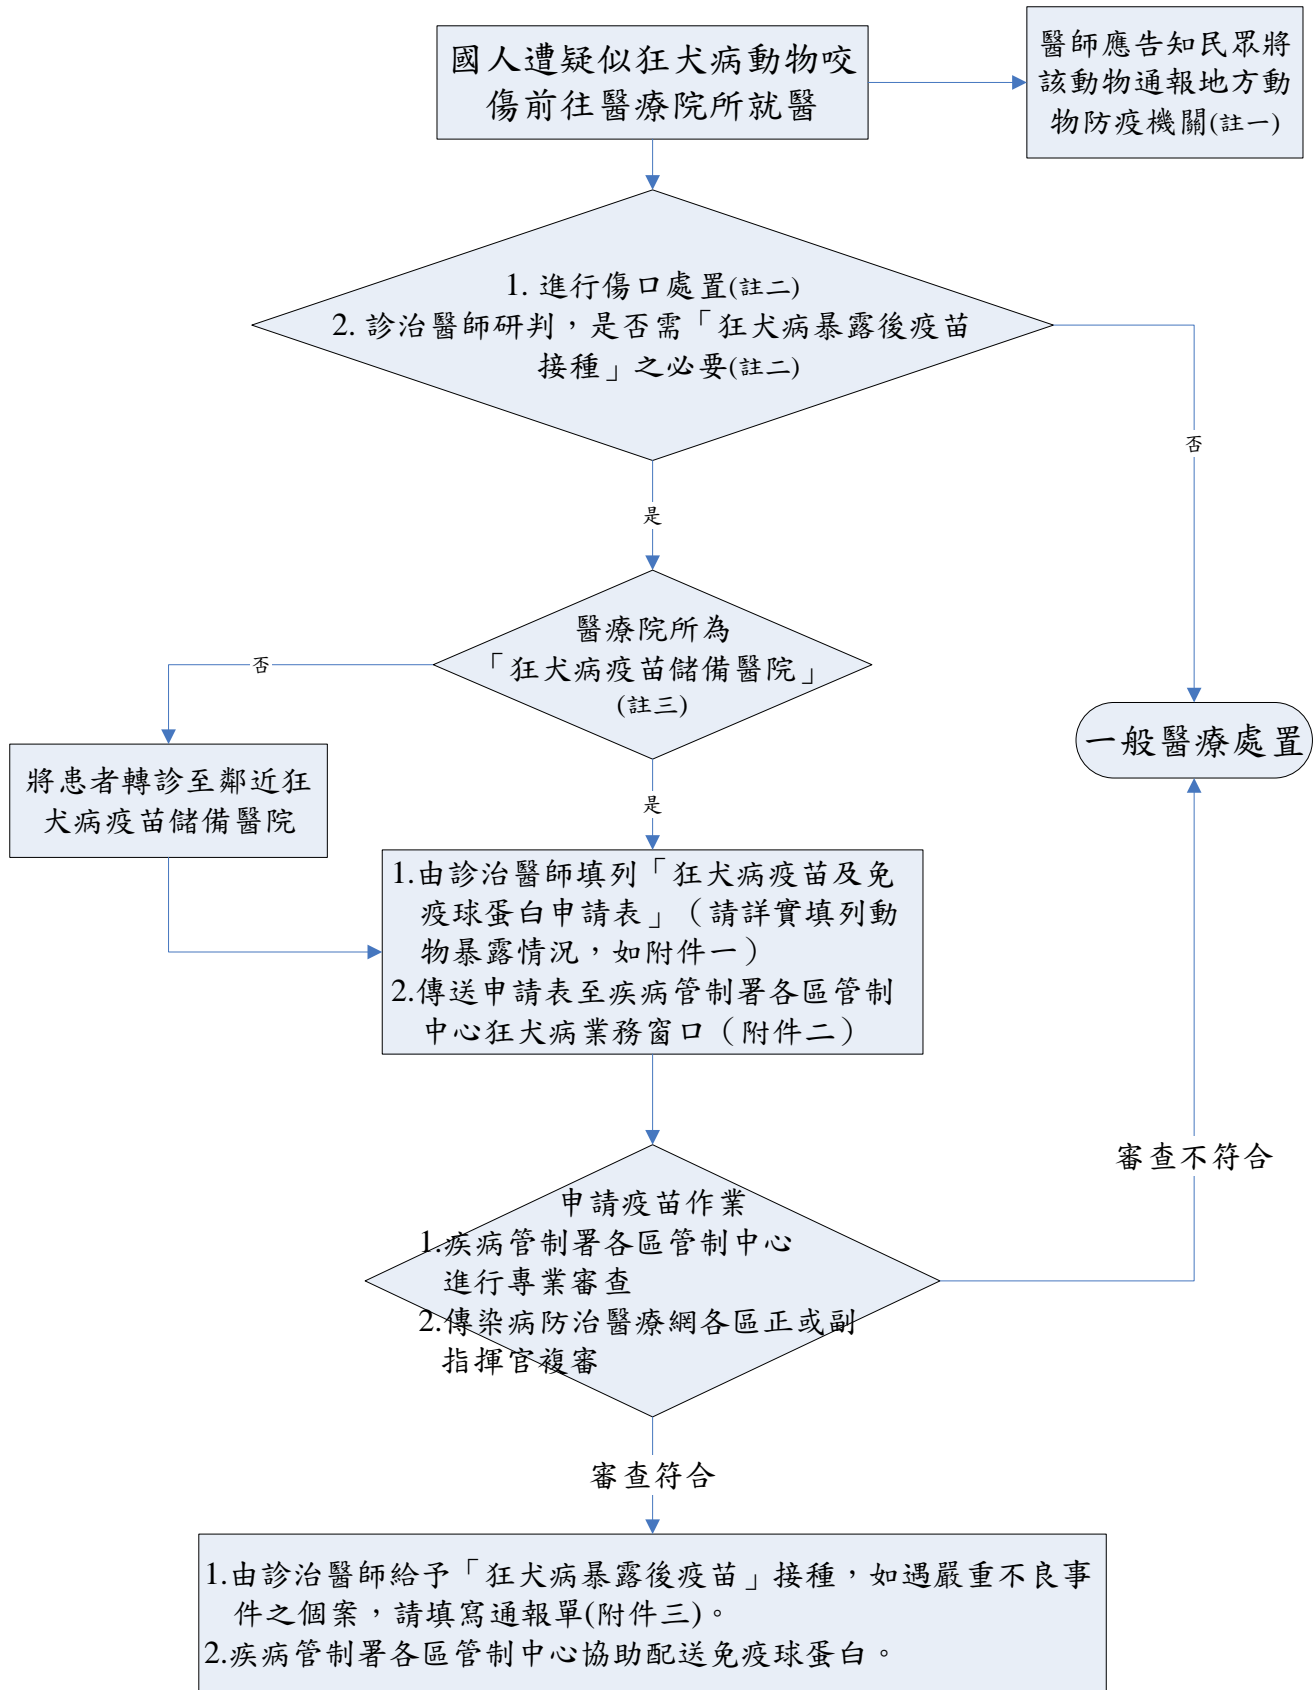 國人遭疑似狂犬病動物咬
傷前往醫療院所就醫
醫師應告知民眾將
該動物通報地方動
物防疫機關(註一)
1. 進行傷口處置(註二)
2. 診治醫師研判，是否需「狂犬病暴露後疫苗
接種」之必要(註二)
否
是
醫療院所為
「狂犬病疫苗儲備醫院」
(註三)
否
一般醫療處置
將患者轉診至鄰近狂
犬病疫苗儲備醫院
是
1.由診治醫師填列「狂犬病疫苗及免
疫球蛋白申請表」（請詳實填列動
物暴露情況，如附件一）
2.傳送申請表至疾病管制署各區管制
中心狂犬病業務窗口（附件二）
審查不符合
申請疫苗作業
1.疾病管制署各區管制中心
進行專業審查
2.傳染病防治醫療網各區正或副
指揮官複審
審查符合
1.由診治醫師給予「狂犬病暴露後疫苗」接種，如遇嚴重不良事
件之個案，請填寫通報單(附件三)。
2.疾病管制署各區管制中心協助配送免疫球蛋白。